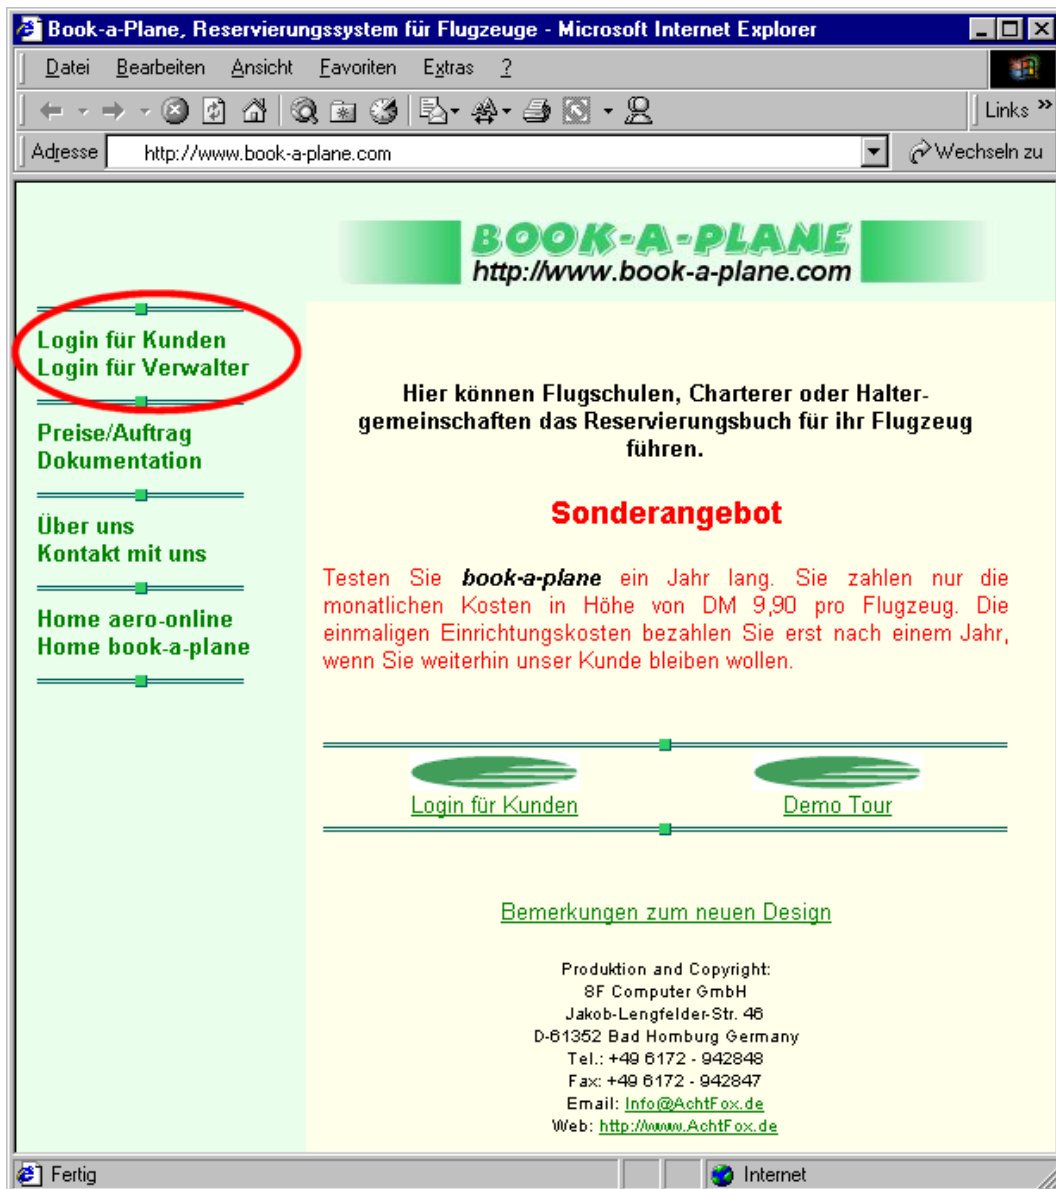 Book-a-Plane, Reservierungssystem für Flugzeuge - Microsoft Internet Explorer
Datei Bearbeiten Ansicht Favoriten Extras ?
Links »
Adresse http://www.book-a-plane.com Wechseln zu
BOOK-A-PLANE
http://www.book-a-plane.com
Login für Kunden
Login für Verwalter
Preise/Auftrag
Dokumentation
Über uns
Kontakt mit uns
Home aero-online
Home book-a-plane
Hier können Flugschulen, Charterer oder Halter-
gemeinschaften das Reservierungsbuch für ihr Flugzeug
führen.
Sonderangebot
Testen Sie book-a-plane ein Jahr lang. Sie zahlen nur die
monatlichen Kosten in Höhe von DM 9,90 pro Flugzeug. Die
einmaligen Einrichtungskosten bezahlen Sie erst nach einem Jahr,
wenn Sie weiterhin unser Kunde bleiben wollen.
Login für Kunden Demo Tour
Bemerkungen zum neuen Design
Produktion and Copyright:
8F Computer GmbH
Jakob-Lengfelder-Str. 46
D-61352 Bad Homburg Germany
Tel.: +49 6172 - 942848
Fax: +49 6172 - 942847
Email: Info@AchtFox.de
Web: http://www.AchtFox.de
Fertig Internet